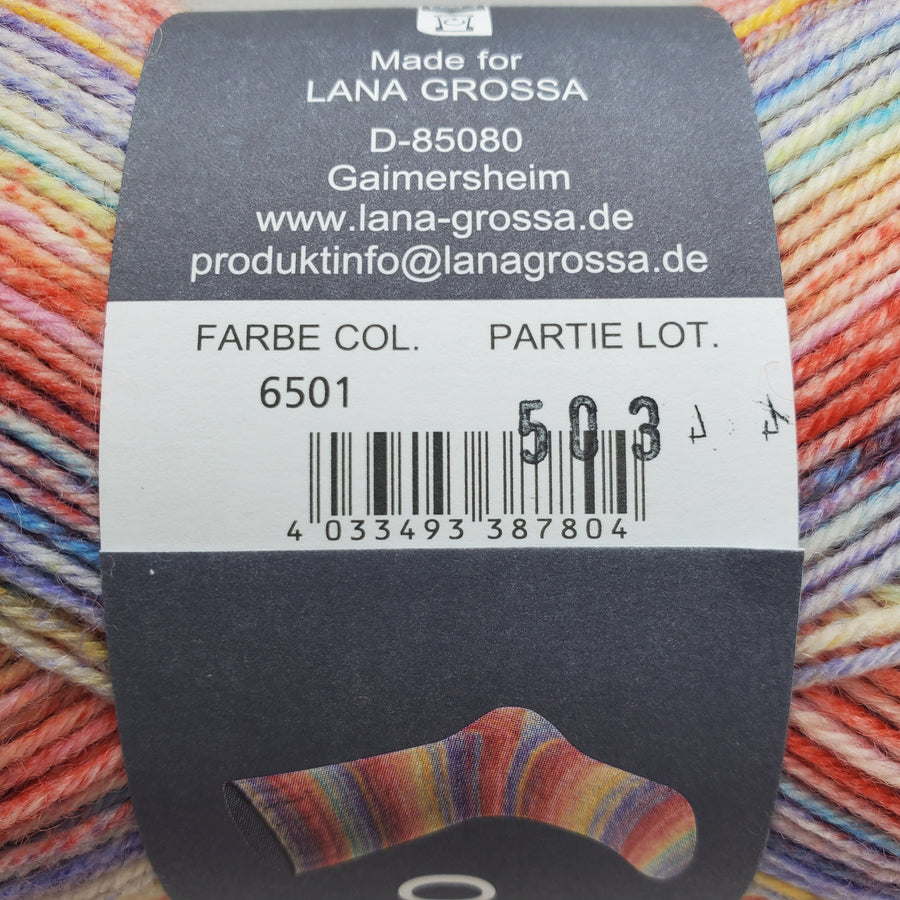 Made for
LANA GROSSA
D-85080
Gaimersheim
www.lana-grossa.de
produktinfo@lanagrossa.de
FARBE COL. PARTIE LOT.
6501
503
4 033493 387804